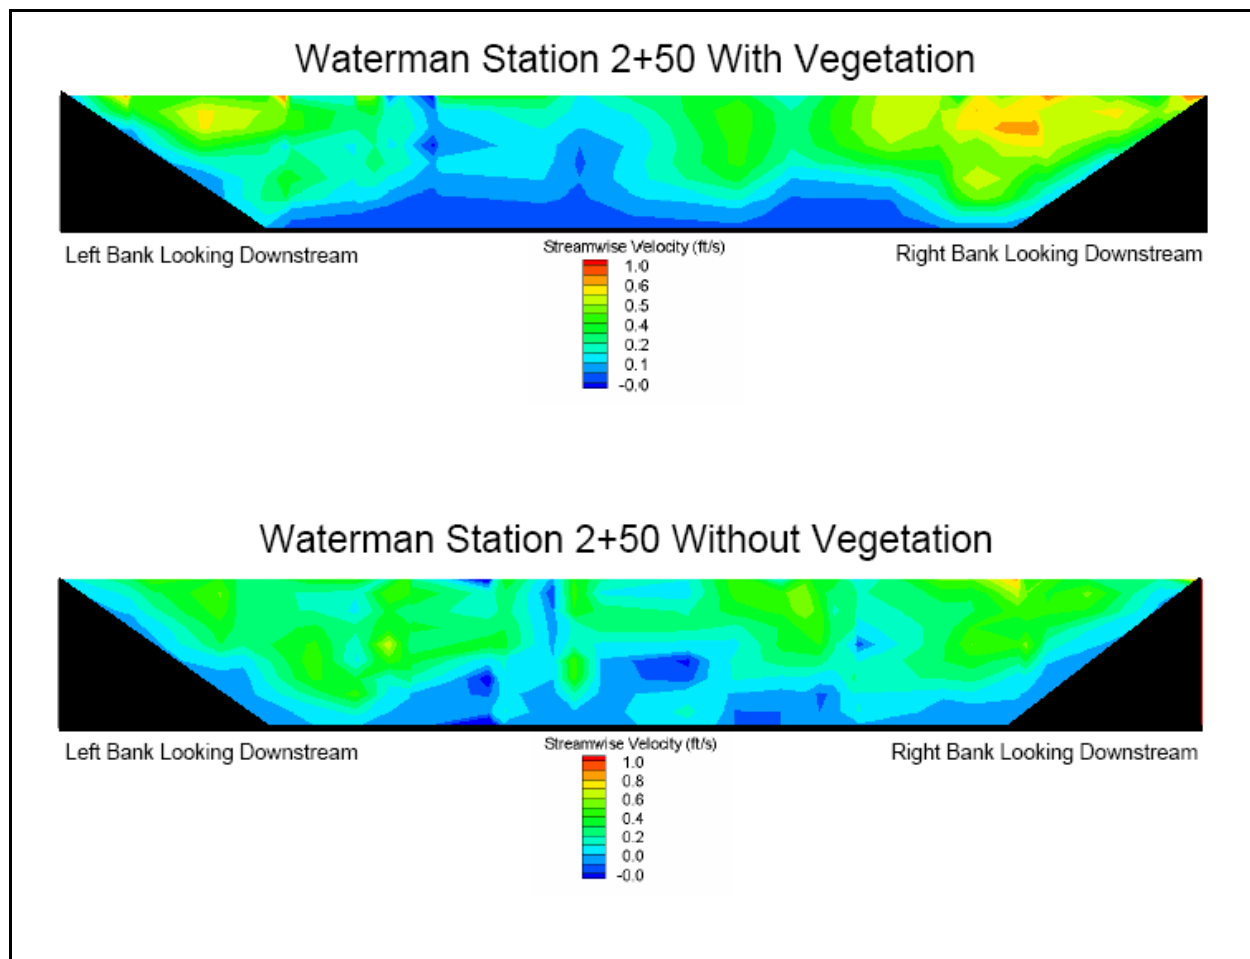 Waterman Station 2+50 With Vegetation
Left Bank Looking Downstream
Streamwise Velocity (ft/s)
Right Bank Looking Downstream
1.0
0.6
0.5
0.4
0.2
0.1
-0.0
Waterman Station 2+50 Without Vegetation
Left Bank Looking Downstream
Streamwise Velocity (ft/s)
Right Bank Looking Downstream
1.0
0.8
0.6
0.4
0.2
0.0
-0.0